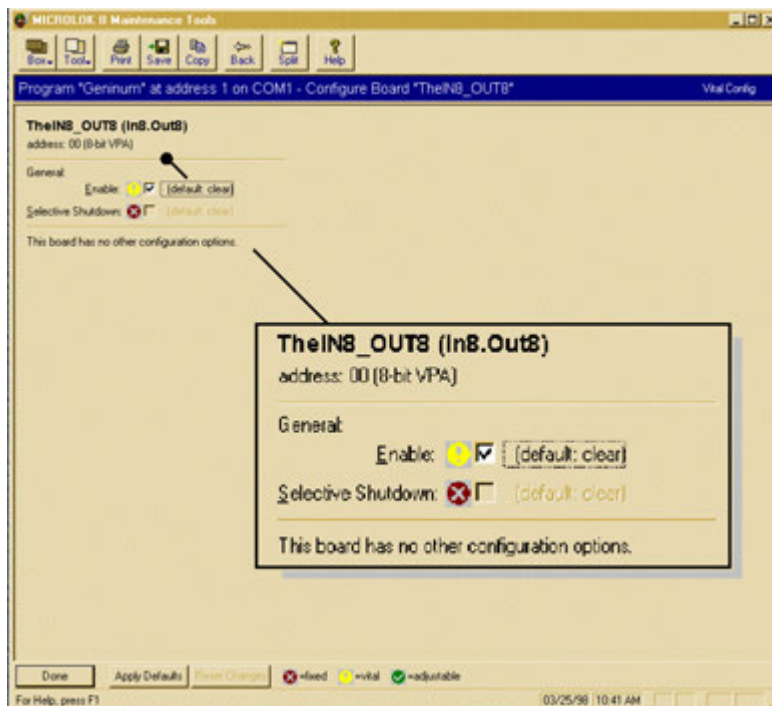 MICROLOK II Maintenance Tools
Box Tool Print Save Copy Back Split Help
Program "Geninum" at address 1 on COM1 - Configure Board "TheIN8_OUT8" Vital Config
TheIN8_OUT8 (In8.Out8)
address: 00 (8-bit VPA)
General:
Enable: (default: clear)
Selective Shutdown: (default: clear)
This board has no other configuration options.
TheIN8_OUT8 (In8.Out8)
address: 00 (8-bit VPA)
General:
Enable: (default: clear)
Selective Shutdown: (default: clear)
This board has no other configuration options.
Done Apply Defaults Reset Changes =fixed =vital =adjustable
For Help, press F1 03/25/98 10:41 AM